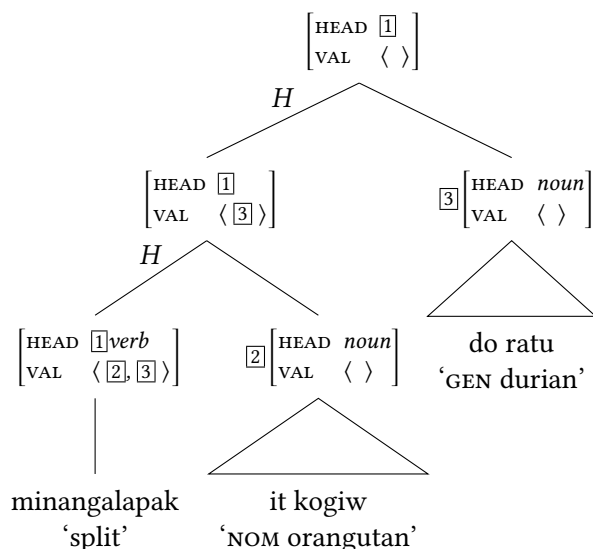 HEAD 1
VAL ⟨ ⟩
H
HEAD 1
VAL ⟨ 3 ⟩
3 HEAD noun
VAL ⟨ ⟩
H
HEAD 1 verb
VAL ⟨ 2, 3 ⟩
2 HEAD noun
VAL ⟨ ⟩
do ratu
‘GEN durian’
minangalapak
‘split’
it kogiw
‘NOM orangutan’